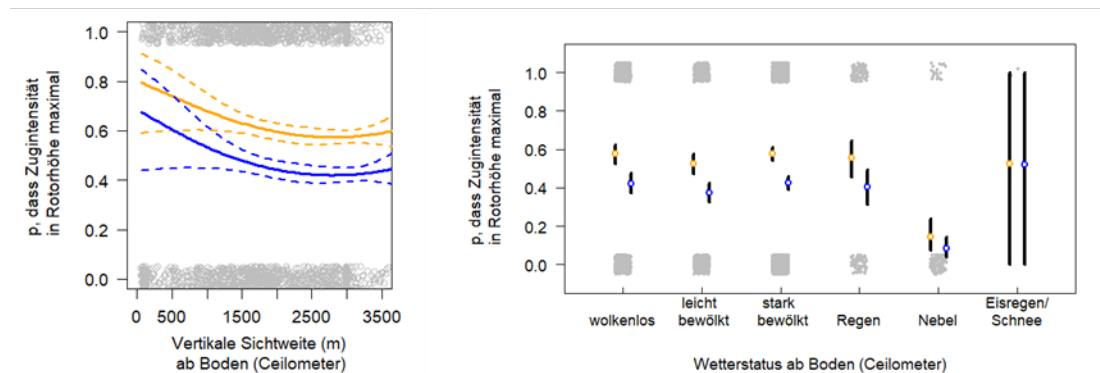 p, dass Zugintensität
in Rotorhöhe maximal
1.0
0.8
0.6
0.4
0.2
0.0
0 500 1500 2500 3500
Vertikale Sichtweite (m)
ab Boden (Ceilometer)
p, dass Zugintensität
in Rotorhöhe maximal
1.0
0.8
0.6
0.4
0.2
0.0
wolkenlos
leicht
bewölkt
stark
bewölkt
Regen
Nebel
Eisregen/
Schnee
Wetterstatus ab Boden (Ceilometer)